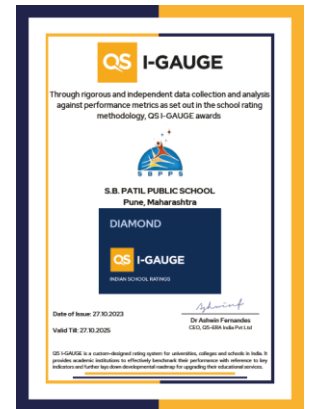 QS I-GAUGE
Through rigorous and independent data collection and analysis
against performance metrics as set out in the school rating
methodology, QS I-GAUGE awards
SBPPS
S.B. PATIL PUBLIC SCHOOL
Pune, Maharashtra
DIAMOND
QS I-GAUGE
INDIAN SCHOOL RATINGS
Date of Issue: 27.10.2023
Valid Till: 27.10.2025
Dr Ashwin Fernandes
CEO, QS-ERA India Pvt Ltd
QS I-GAUGE is a custom-designed rating system for universities, colleges and schools in India. It
provides academic institutions to effectively benchmark their performance with reference to key
indicators and further lays down developmental roadmap for upgrading their educational services.